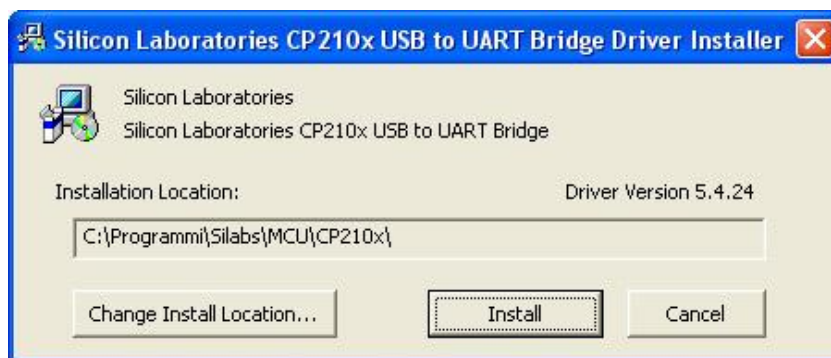 Silicon Laboratories CP210x USB to UART Bridge Driver Installer
Silicon Laboratories
Silicon Laboratories CP210x USB to UART Bridge
Installation Location:
Driver Version 5.4.24
C:\Programmi\Silabs\MCU\CP210x\
Change Install Location...
Install
Cancel